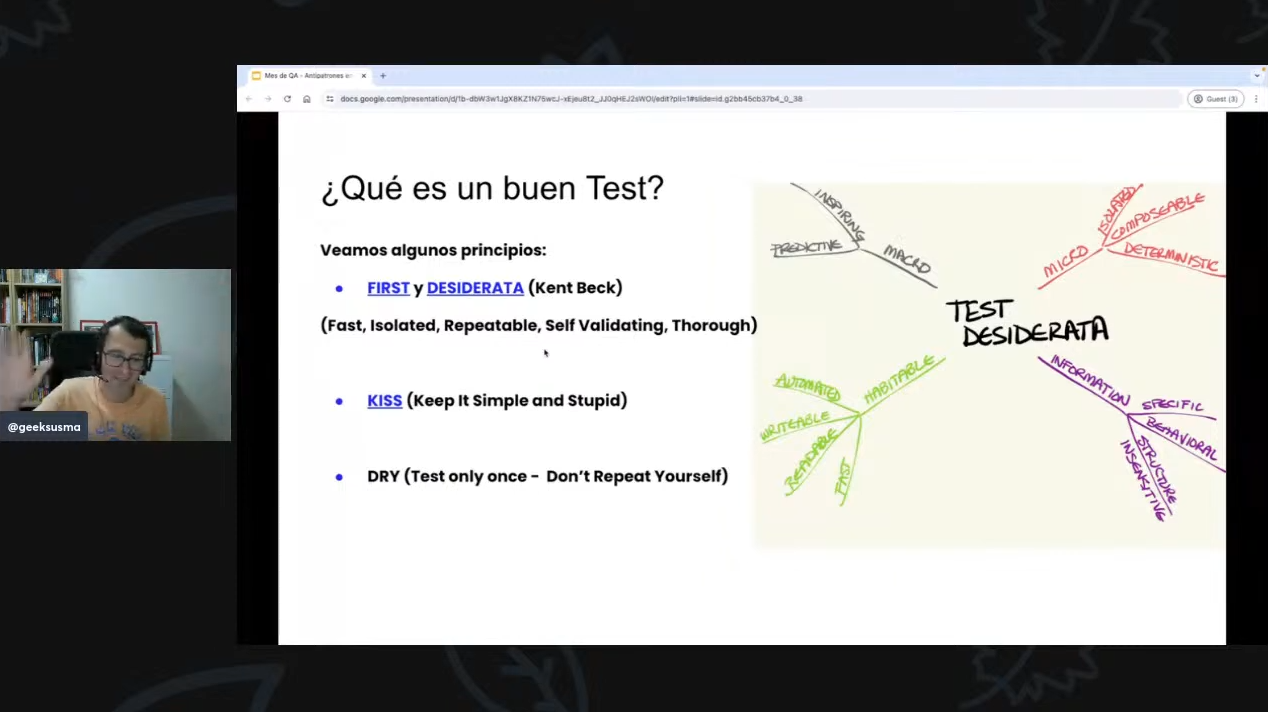 Mes de QA - Antipatrones en
docs.google.com/presentation/d/1b-dbW3w1JgX8KZ1N76wcJ-xEjeu8t2_JJ0qHEJ2sWOI/edit?pli=1#slide=id.g2bb45cb37b4_0_38
Guest (3)
¿Qué es un buen Test?
Veamos algunos principios:
FIRST y DESIDERATA (Kent Beck)
(Fast, Isolated, Repeatable, Self Validating, Thorough)
KISS (Keep It Simple and Stupid)
DRY (Test only once - Don't Repeat Yourself)
INSPIRING
PREDICTIVE
MACRO
ISOLATED
COMPOSEABLE
DETERMINISTIC
MICRO
TEST
DESIDERATA
HABITABLE
AUTOMATED
WRITEABLE
READABLE
FAST
INFORMATION
SPECIFIC
BEHAVIORAL
STRUCTURE
INSENSITIVE
@geeksusma